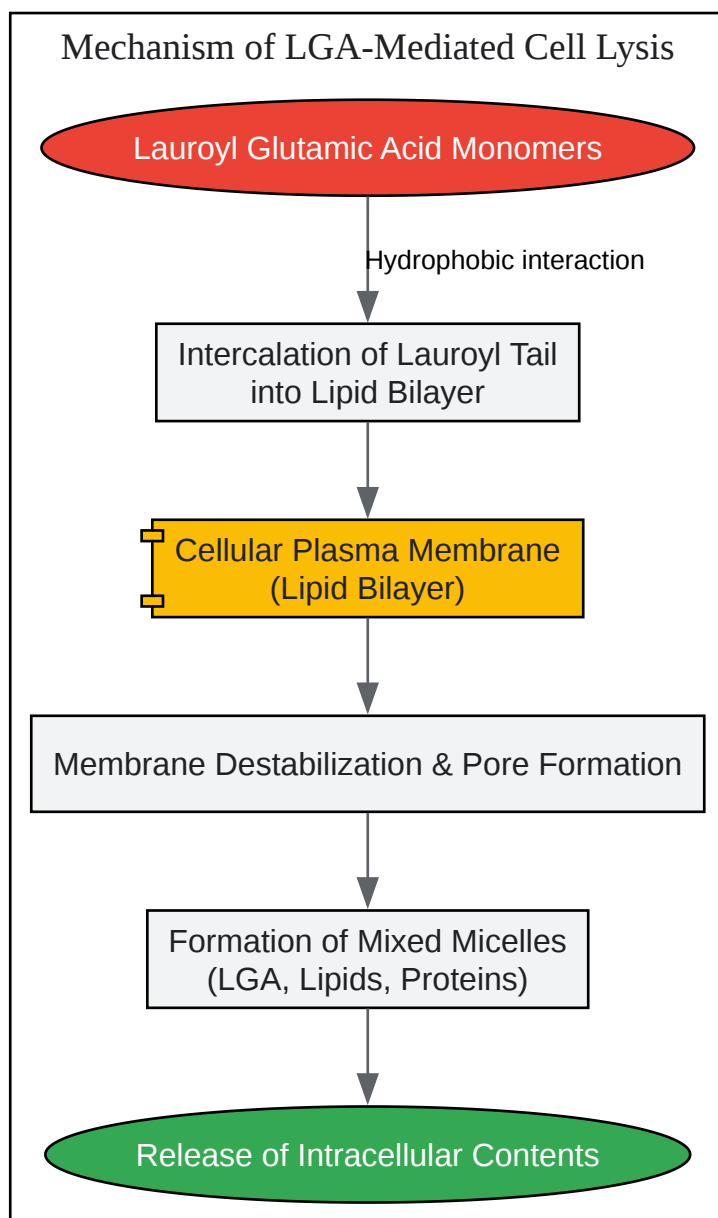 Mechanism of LGA-Mediated Cell Lysis
Lauroyl Glutamic Acid Monomers
Hydrophobic interaction
Intercalation of Lauroyl Tail
into Lipid Bilayer
Cellular Plasma Membrane
(Lipid Bilayer)
Membrane Destabilization & Pore Formation
Formation of Mixed Micelles
(LGA, Lipids, Proteins)
Release of Intracellular Contents